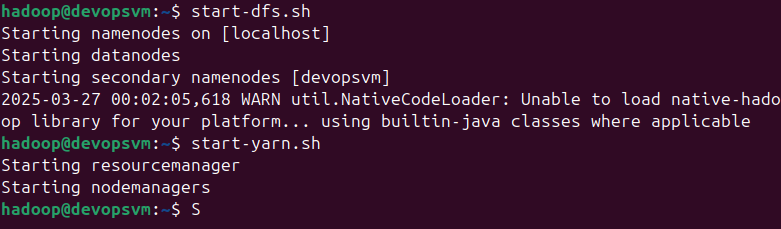 hadoop@devopsvm:~$ start-dfs.sh
Starting namenodes on [localhost]
Starting datanodes
Starting secondary namenodes [devopsvm]
2025-03-27 00:02:05,618 WARN util.NativeCodeLoader: Unable to load native-hado
op library for your platform... using builtin-java classes where applicable
hadoop@devopsvm:~$ start-yarn.sh
Starting resourcemanager
Starting nodemanagers
hadoop@devopsvm:~$ S